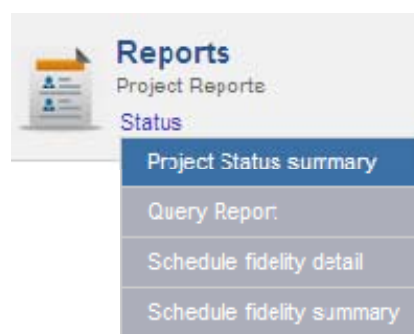 Reports
Project Reports
Status
Project Status summary
Query Report
Schedule fidelity detail
Schedule fidelity summary